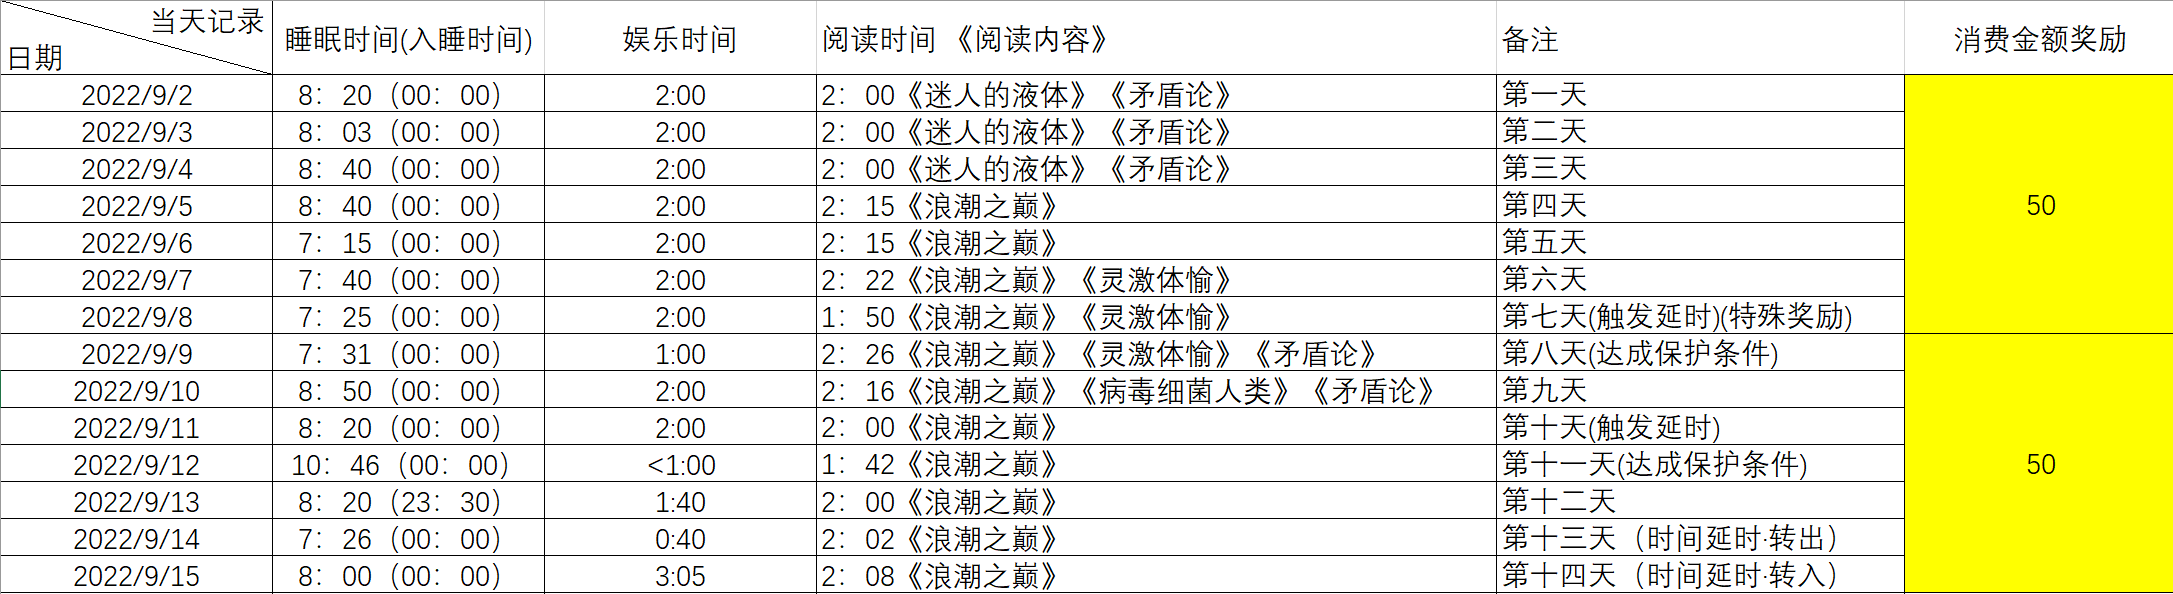 当天记录
日期 睡眠时间(入睡时间) 娱乐时间 阅读时间 《阅读内容》 备注 消费金额奖励
2022/9/2 8：20（00：00） 2:00 2：00《迷人的液体》《矛盾论》 第一天
2022/9/3 8：03（00：00） 2:00 2：00《迷人的液体》《矛盾论》 第二天
2022/9/4 8：40（00：00） 2:00 2：00《迷人的液体》《矛盾论》 第三天
2022/9/5 8：40（00：00） 2:00 2：15《浪潮之巅》 第四天 50
2022/9/6 7：15（00：00） 2:00 2：15《浪潮之巅》 第五天
2022/9/7 7：40（00：00） 2:00 2：22《浪潮之巅》《灵激体愉》 第六天
2022/9/8 7：25（00：00） 2:00 1：50《浪潮之巅》《灵激体愉》 第七天(触发延时)(特殊奖励)
2022/9/9 7：31（00：00） 1:00 2：26《浪潮之巅》《灵激体愉》《矛盾论》 第八天(达成保护条件)
2022/9/10 8：50（00：00） 2:00 2：16《浪潮之巅》《病毒细菌人类》《矛盾论》 第九天
2022/9/11 8：20（00：00） 2:00 2：00《浪潮之巅》 第十天(触发延时)
2022/9/12 10：46（00：00） <1:00 1：42《浪潮之巅》 第十一天(达成保护条件) 50
2022/9/13 8：20（23：30） 1:40 2：00《浪潮之巅》 第十二天
2022/9/14 7：26（00：00） 0:40 2：02《浪潮之巅》 第十三天（时间延时·转出）
2022/9/15 8：00（00：00） 3:05 2：08《浪潮之巅》 第十四天（时间延时·转入）